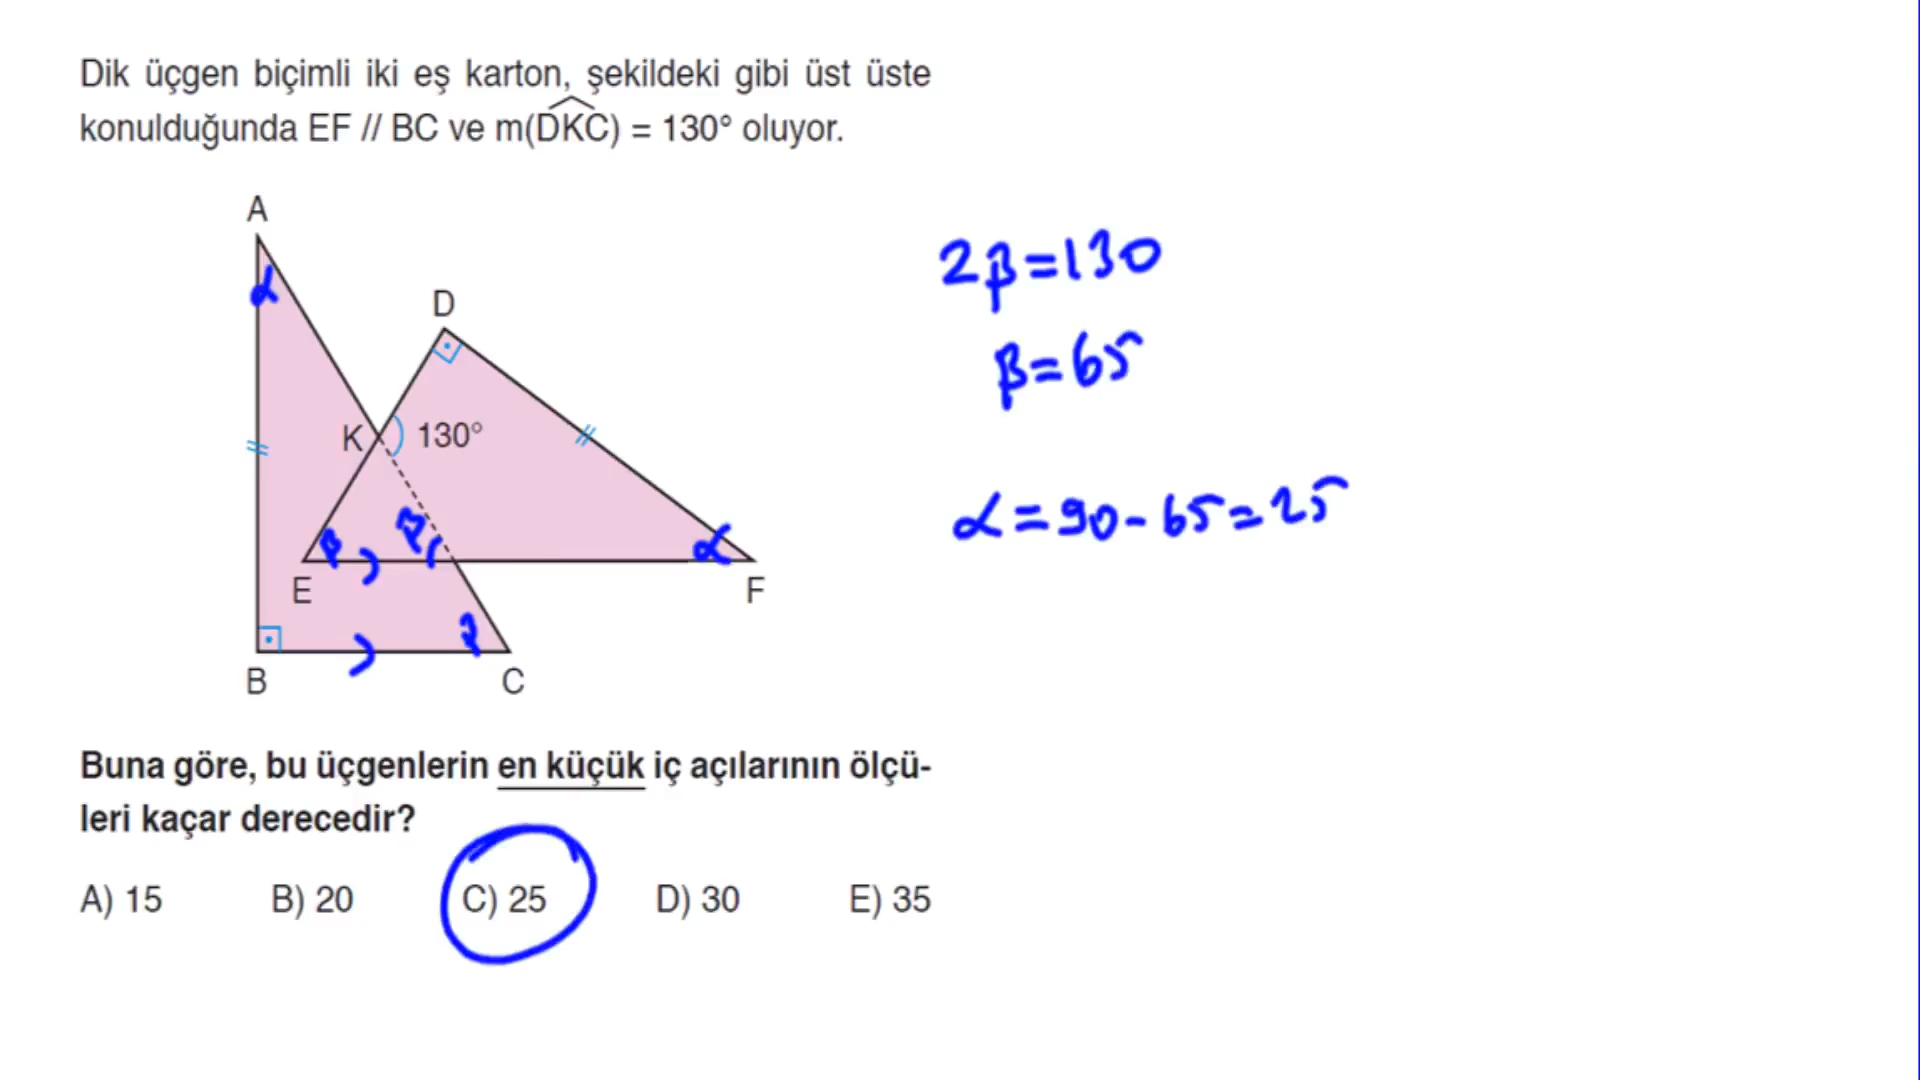 Dik üçgen biçimli iki eş karton, şekildeki gibi üst üste
konulduğunda EF // BC ve m(DKC) = 130° oluyor.
A
α
D
K
130°
β
β
α
E
F
β
B
C
2β=130
β=65
α=90-65=25
Buna göre, bu üçgenlerin en küçük iç açılarının ölçü-
leri kaçar derecedir?
A) 15 B) 20 C) 25 D) 30 E) 35